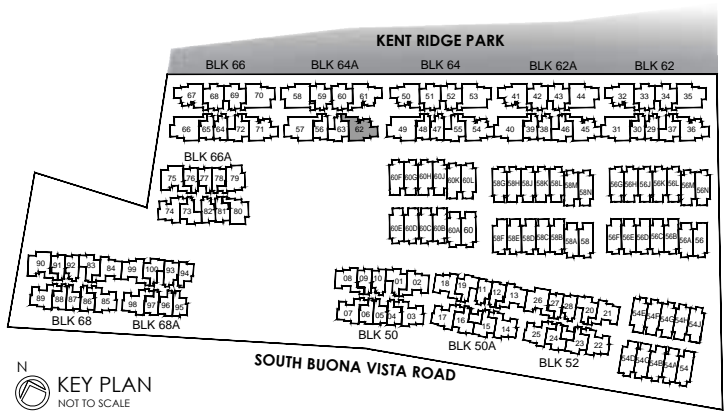 KENT RIDGE PARK
BLK 66 BLK 64A BLK 64 BLK 62A BLK 62
67 68 69 70 58 59 60 61 50 51 52 53 41 42 43 44 32 33 34 35
66 65 64 72 71 57 56 63 62 49 48 47 55 54 40 39 38 46 45 31 30 29 37 36
BLK 66A
75 76 77 78 79 60F 60G 60H 60J 60K 60L 58G 58H 58J 58K 58L 58M 58N 56G 56H 56J 56K 56L 56M 56N
74 73 82 81 80 60E 60D 60C 60B 60A 60 58F 58E 58D 58C 58B 58A 58 56F 56E 56D 56C 56B 56A 56
90 91 92 83 84 99 100 93 94 08 09 10 01 02 18 19 11 12 13 26 27 28 20 21 54E 54F 54G 54H 54J
89 88 87 86 85 98 97 96 95 07 06 05 04 03 17 16 15 14 25 24 23 22 54D 54C 54B 54A 54
BLK 68 BLK 68A BLK 50 BLK 50A BLK 52
SOUTH BUONA VISTA ROAD
N
KEY PLAN
NOT TO SCALE